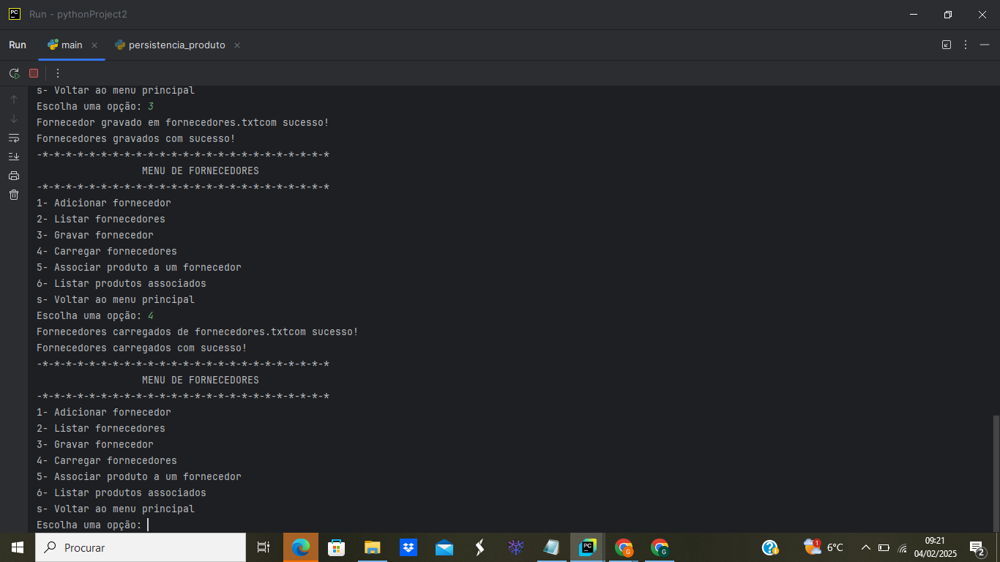 Run - pythonProject2
Run main persistencia_produto
s- Voltar ao menu principal
Escolha uma opção: 3
Fornecedor gravado em fornecedores.txtcom sucesso!
Fornecedores gravados com sucesso!
-*-*-*-*-*-*-*-*-*-*-*-*-*-*-*-*-*-*-*-*-*-*-*-*-*
MENU DE FORNECEDORES
-*-*-*-*-*-*-*-*-*-*-*-*-*-*-*-*-*-*-*-*-*-*-*-*-*
1- Adicionar fornecedor
2- Listar fornecedores
3- Gravar fornecedor
4- Carregar fornecedores
5- Associar produto a um fornecedor
6- Listar produtos associados
s- Voltar ao menu principal
Escolha uma opção: 4
Fornecedores carregados de fornecedores.txtcom sucesso!
Fornecedores carregados com sucesso!
-*-*-*-*-*-*-*-*-*-*-*-*-*-*-*-*-*-*-*-*-*-*-*-*-*
MENU DE FORNECEDORES
-*-*-*-*-*-*-*-*-*-*-*-*-*-*-*-*-*-*-*-*-*-*-*-*-*
1- Adicionar fornecedor
2- Listar fornecedores
3- Gravar fornecedor
4- Carregar fornecedores
5- Associar produto a um fornecedor
6- Listar produtos associados
s- Voltar ao menu principal
Escolha uma opção:
Procurar
6°C
09:21
04/02/2025